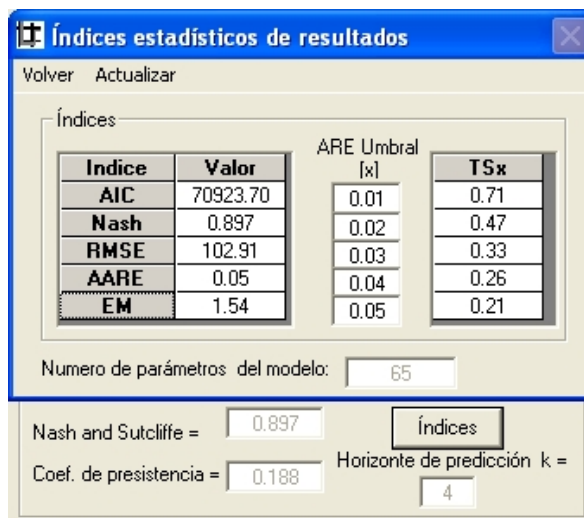 Índices estadísticos de resultados
Volver Actualizar
Índices
ARE Umbral
Indice Valor [x] TSx
AIC 70923.70 0.01 0.71
Nash 0.897 0.02 0.47
RMSE 102.91 0.03 0.33
AARE 0.05 0.04 0.26
EM 1.54 0.05 0.21
Numero de parámetros del modelo: 65
Nash and Sutcliffe = 0.897 Índices
Coef. de presistencia = 0.188 Horizonte de predicción k =
4